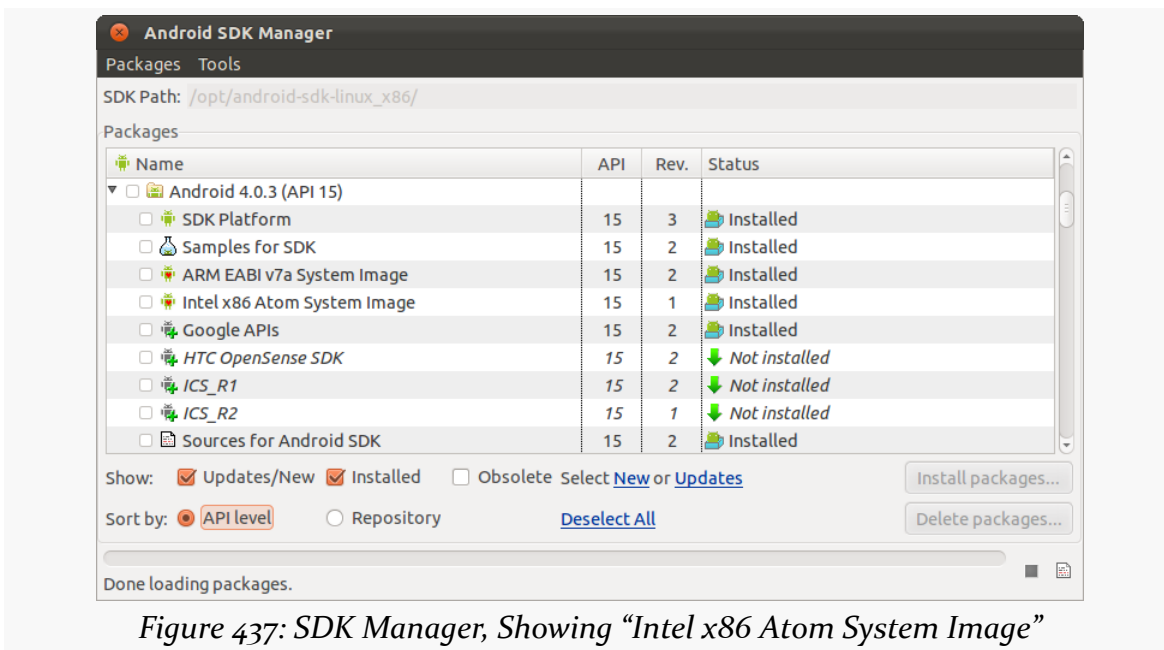 Android SDK Manager
Packages Tools
SDK Path: /opt/android-sdk-linux_x86/
Packages
Name API Rev. Status
Android 4.0.3 (API 15)
SDK Platform 15 3 Installed
Samples for SDK 15 2 Installed
ARM EABI v7a System Image 15 2 Installed
Intel x86 Atom System Image 15 1 Installed
Google APIs 15 2 Installed
HTC OpenSense SDK 15 2 Not installed
ICS_R1 15 2 Not installed
ICS_R2 15 1 Not installed
Sources for Android SDK 15 2 Installed
Show: Updates/New Installed Obsolete Select New or Updates Install packages...
Sort by: API level Repository Deselect All Delete packages...
Done loading packages.
Figure 437: SDK Manager, Showing “Intel x86 Atom System Image”